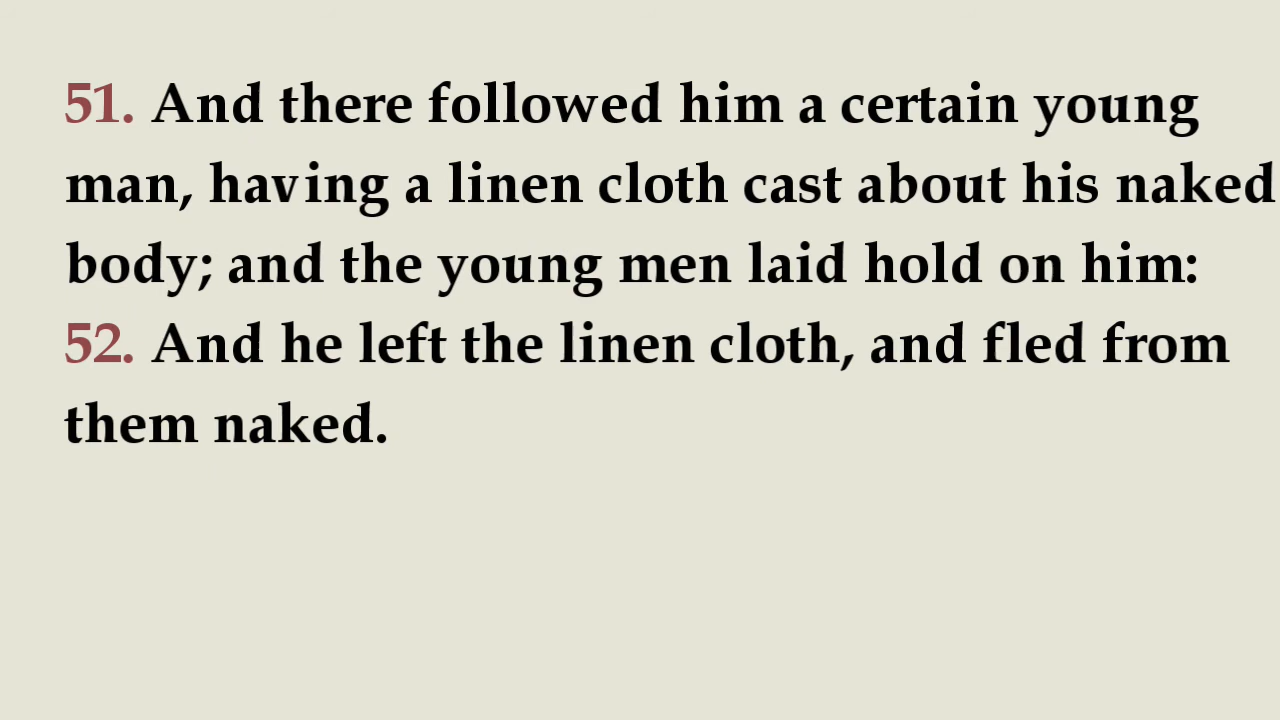 51. And there followed him a certain young
man, having a linen cloth cast about his naked
body; and the young men laid hold on him:
52. And he left the linen cloth, and fled from
them naked.